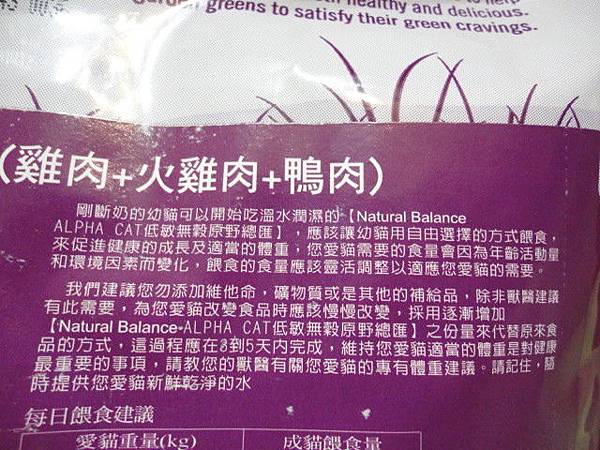 healthy and delicious.
Garden greens to satisfy their green cravings.
(雞肉+火雞肉+鴨肉)
剛斷奶的幼貓可以開始吃溫水潤濕的【Natural Balance
ALPHA CAT低敏無穀原野總匯】,應該讓幼貓用自由選擇的方式餵食,
來促進健康的成長及適當的體重;您愛貓需要的食量會因為年齡活動量
和環境因素而變化,餵食的食量應該靈活調整以適應您愛貓的需要。
我們建議您勿添加維他命,礦物質或是其他的補給品,除非獸醫建議
有此需要,為您愛貓改變食品時應該慢慢改變,採用逐漸增加
【Natural Balance-ALPHA CAT低敏無穀原野總匯】之份量來代替原來食
品的方式,這過程應在3到5天內完成,維持您愛貓適當的體重是對健康
最重要的事項,請教您的獸醫有關您愛貓的專有體重建議。請記住,隨
時提供您愛貓新鮮乾淨的水
每日餵食建議
愛貓重量(kg) 成貓餵食量